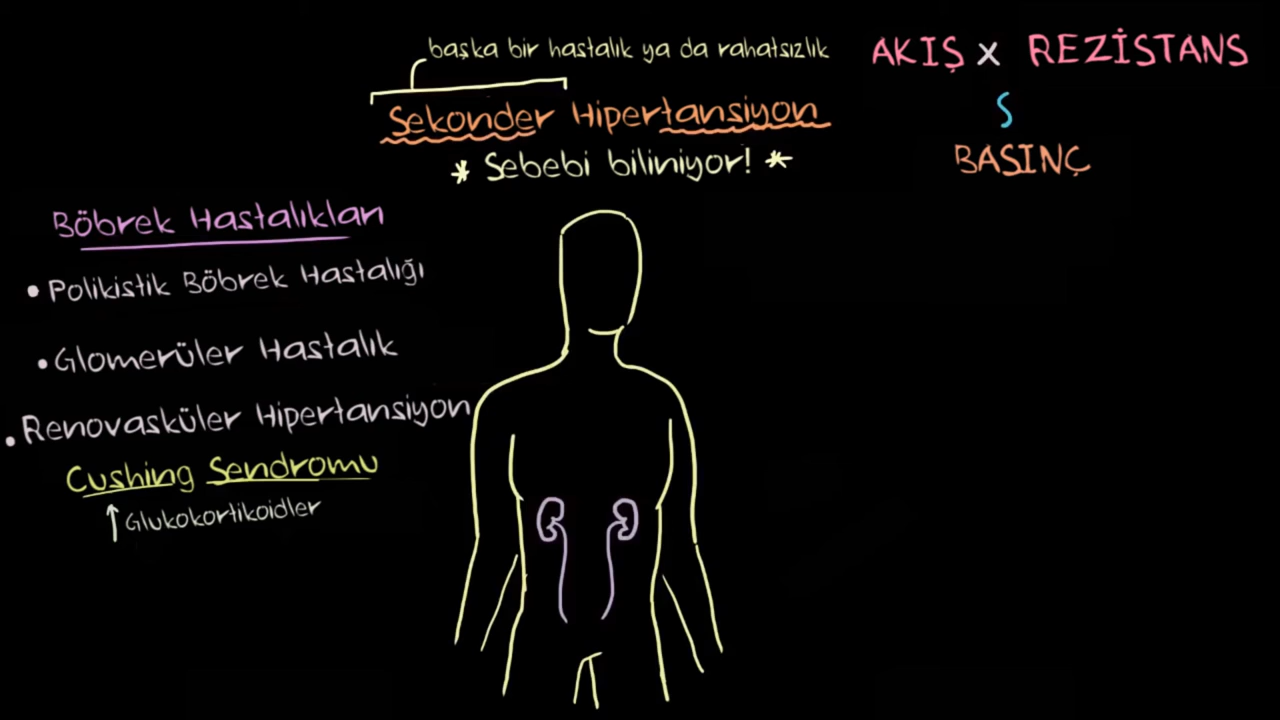 başka bir hastalık ya da rahatsızlık
AKIŞ x REZİSTANS
S
BASINÇ
Sekonder Hipertansiyon
* Sebebi biliniyor! *
Böbrek Hastalıkları
• Polikistik Böbrek Hastalığı
• Glomerüler Hastalık
• Renovasküler Hipertansiyon
Cushing Sendromu
↑ Glukokortikoidler